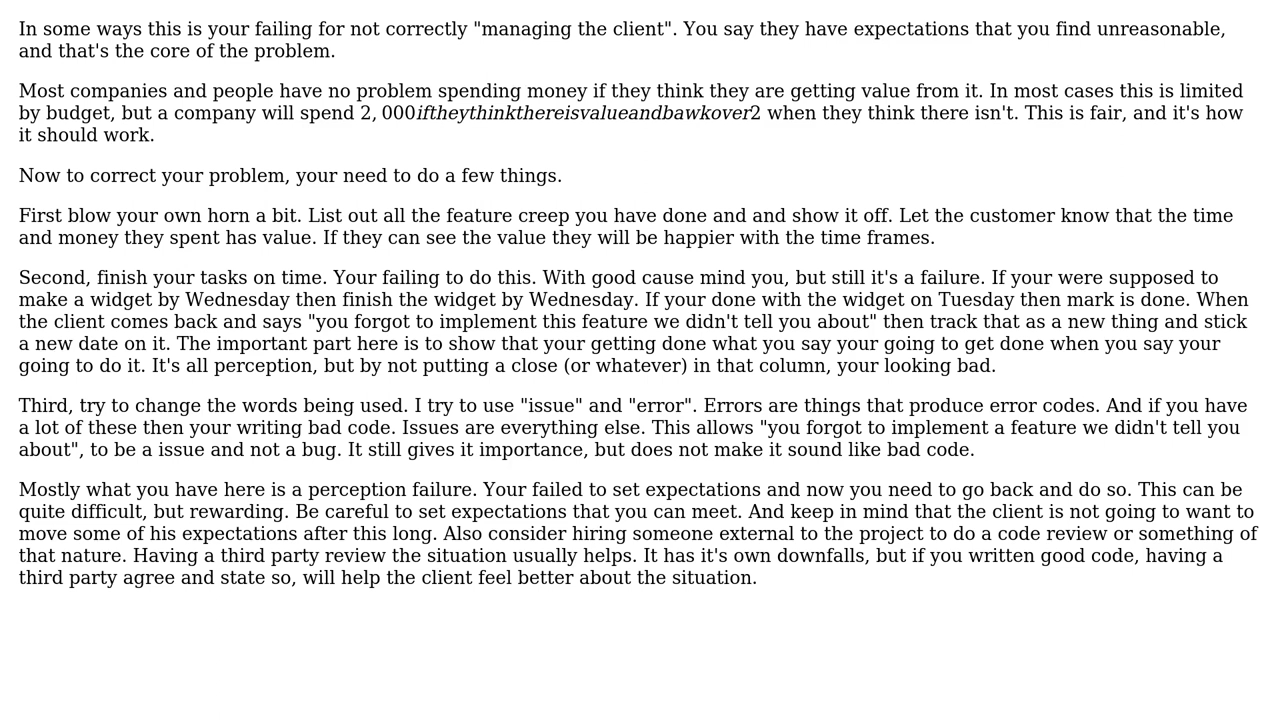 In some ways this is your failing for not correctly "managing the client". You say they have expectations that you find unreasonable,
and that's the core of the problem.
Most companies and people have no problem spending money if they think they are getting value from it. In most cases this is limited
by budget, but a company will spend 2, 000iftheythinkthereisvalueandbawkover2 when they think there isn't. This is fair, and it's how
it should work.
Now to correct your problem, your need to do a few things.
First blow your own horn a bit. List out all the feature creep you have done and and show it off. Let the customer know that the time
and money they spent has value. If they can see the value they will be happier with the time frames.
Second, finish your tasks on time. Your failing to do this. With good cause mind you, but still it's a failure. If your were supposed to
make a widget by Wednesday then finish the widget by Wednesday. If your done with the widget on Tuesday then mark is done. When
the client comes back and says "you forgot to implement this feature we didn't tell you about" then track that as a new thing and stick
a new date on it. The important part here is to show that your getting done what you say your going to get done when you say your
going to do it. It's all perception, but by not putting a close (or whatever) in that column, your looking bad.
Third, try to change the words being used. I try to use "issue" and "error". Errors are things that produce error codes. And if you have
a lot of these then your writing bad code. Issues are everything else. This allows "you forgot to implement a feature we didn't tell you
about", to be a issue and not a bug. It still gives it importance, but does not make it sound like bad code.
Mostly what you have here is a perception failure. Your failed to set expectations and now you need to go back and do so. This can be
quite difficult, but rewarding. Be careful to set expectations that you can meet. And keep in mind that the client is not going to want to
move some of his expectations after this long. Also consider hiring someone external to the project to do a code review or something of
that nature. Having a third party review the situation usually helps. It has it's own downfalls, but if you written good code, having a
third party agree and state so, will help the client feel better about the situation.